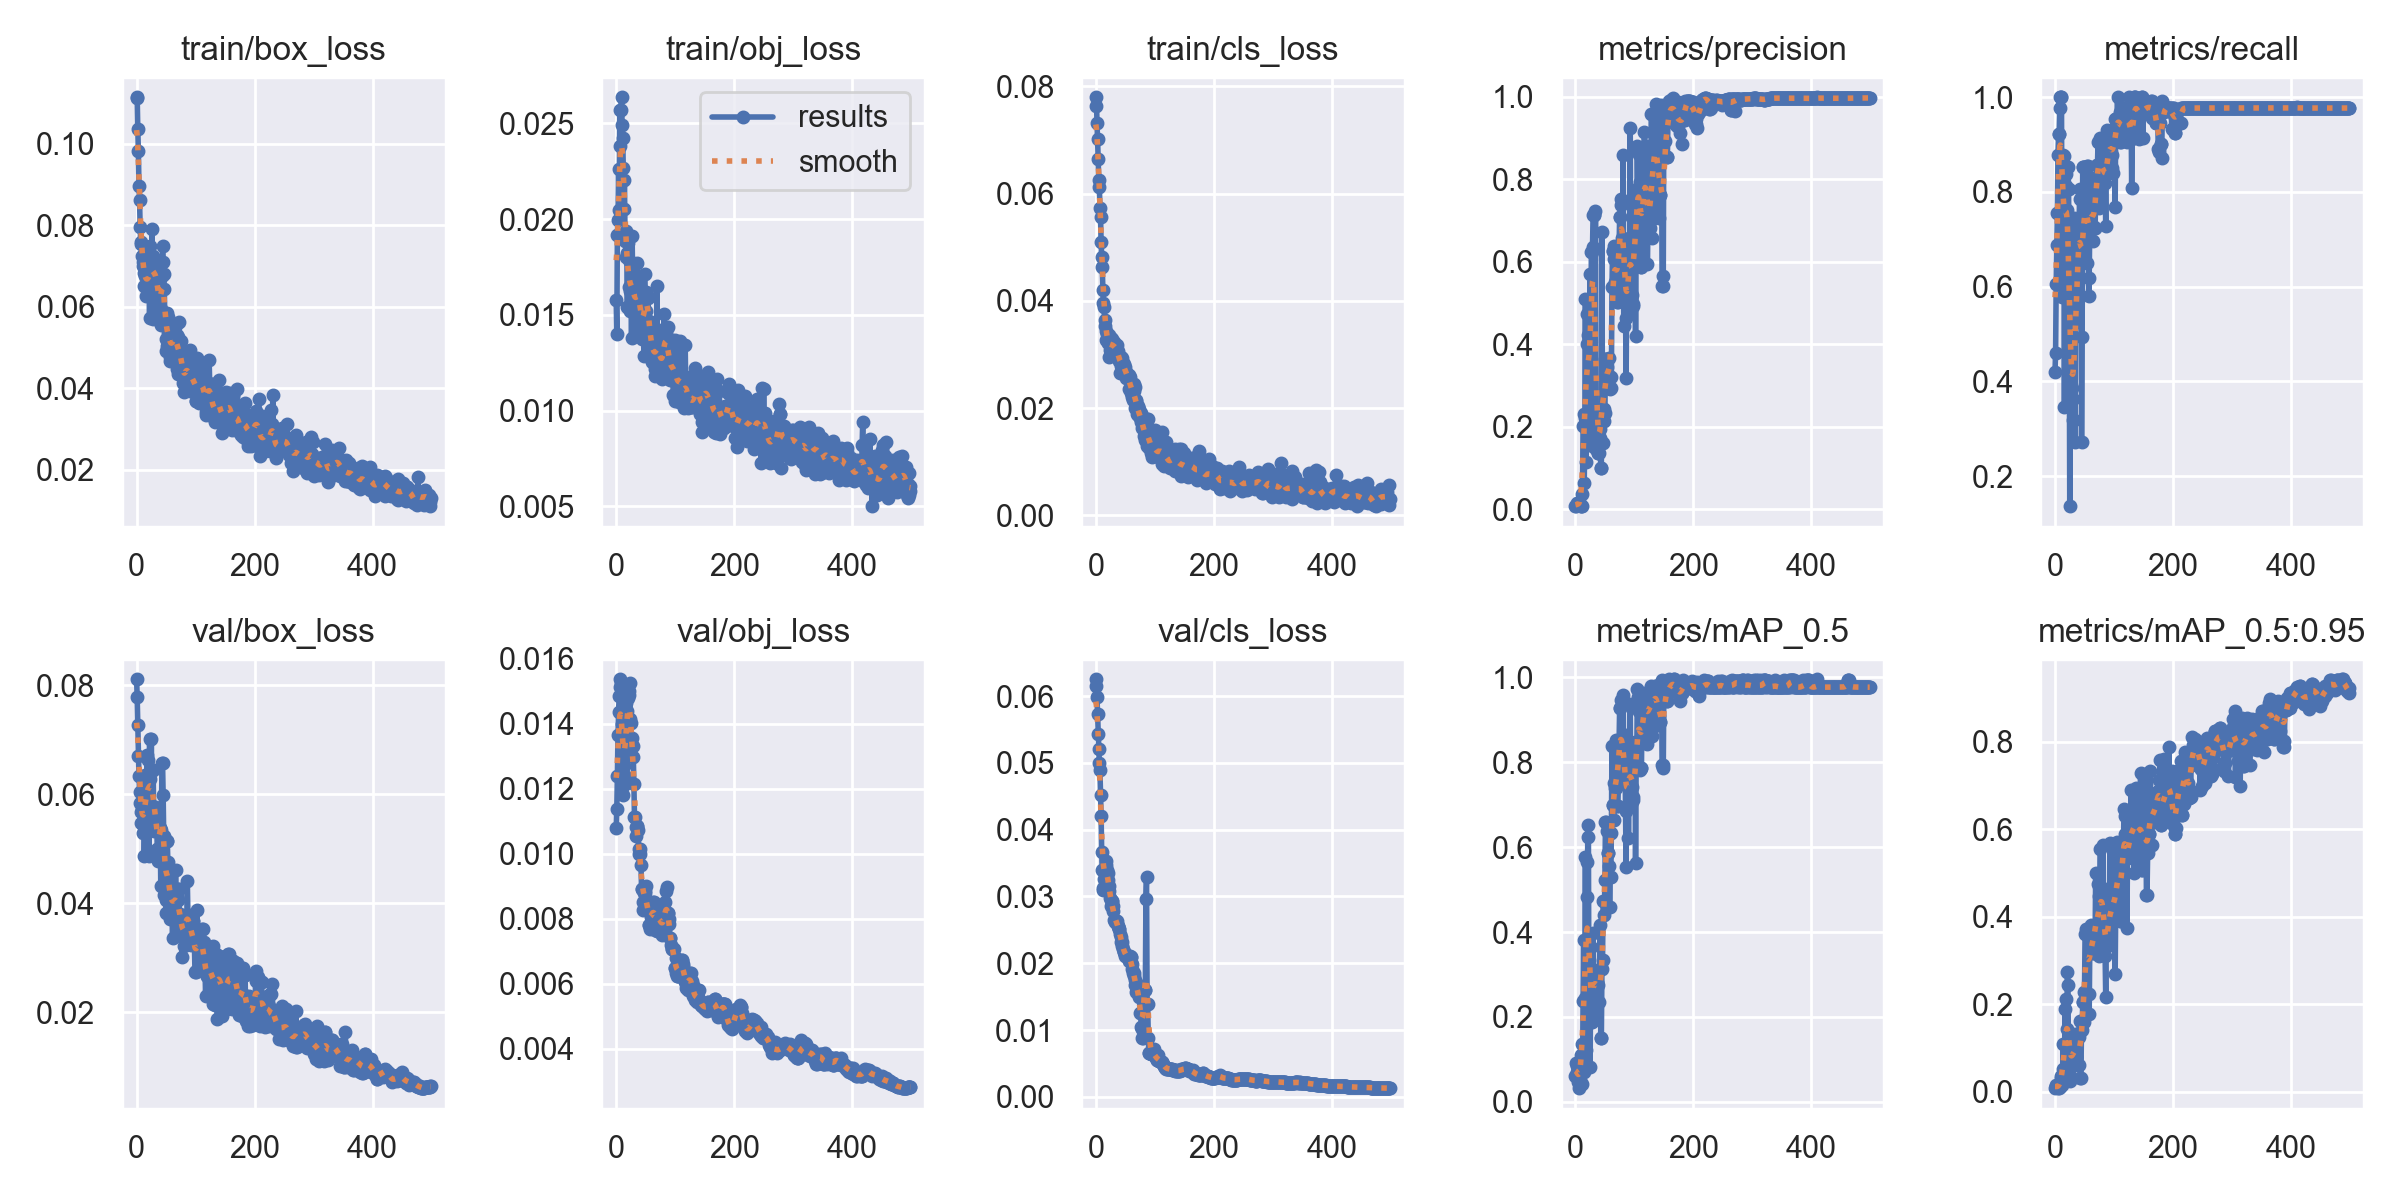 train/box_loss
train/obj_loss
train/cls_loss
metrics/precision
metrics/recall
0.10
0.08
0.06
0.04
0.02
0 200 400
0.025
0.020
0.015
0.010
0.005
0 200 400
results
smooth
0.08
0.06
0.04
0.02
0.00
0 200 400
1.0
0.8
0.6
0.4
0.2
0.0
0 200 400
1.0
0.8
0.6
0.4
0.2
0 200 400
val/box_loss
val/obj_loss
val/cls_loss
metrics/mAP_0.5
metrics/mAP_0.5:0.95
0.08
0.06
0.04
0.02
0 200 400
0.016
0.014
0.012
0.010
0.008
0.006
0.004
0 200 400
0.06
0.05
0.04
0.03
0.02
0.01
0.00
0 200 400
1.0
0.8
0.6
0.4
0.2
0.0
0 200 400
0.8
0.6
0.4
0.2
0.0
0 200 400